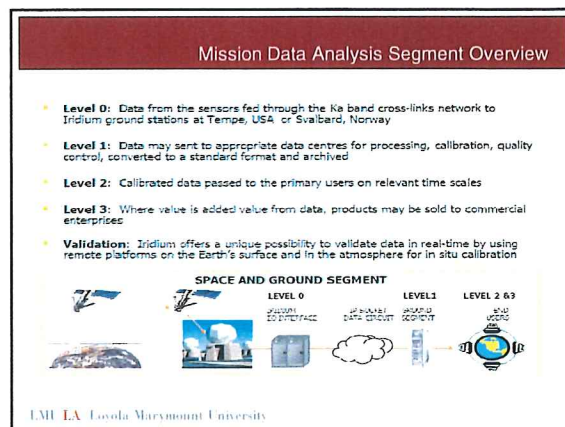 Mission Data Analysis Segment Overview
Level 0: Data from the sensors fed through the Ka band cross-links network to
Iridium ground stations at Tempe, USA or Svalbard, Norway
Level 1: Data may sent to appropriate data centres for processing, calibration, quality
control, converted to a standard format and archived
Level 2: Calibrated data passed to the primary users on relevant time scales
Level 3: Where value is added value from data, products may be sold to commercial
enterprises
Validation: Iridium offers a unique possibility to validate data in real-time by using
remote platforms on the Earth's surface and in the atmosphere for in situ calibration
SPACE AND GROUND SEGMENT
LEVEL 0 LEVEL1 LEVEL 2 &3
IRIDIUM
INTERFACE
DATA CIRCUIT
GROUND
SEGMENT
END
USERS
LMU LA Loyola Marymount University